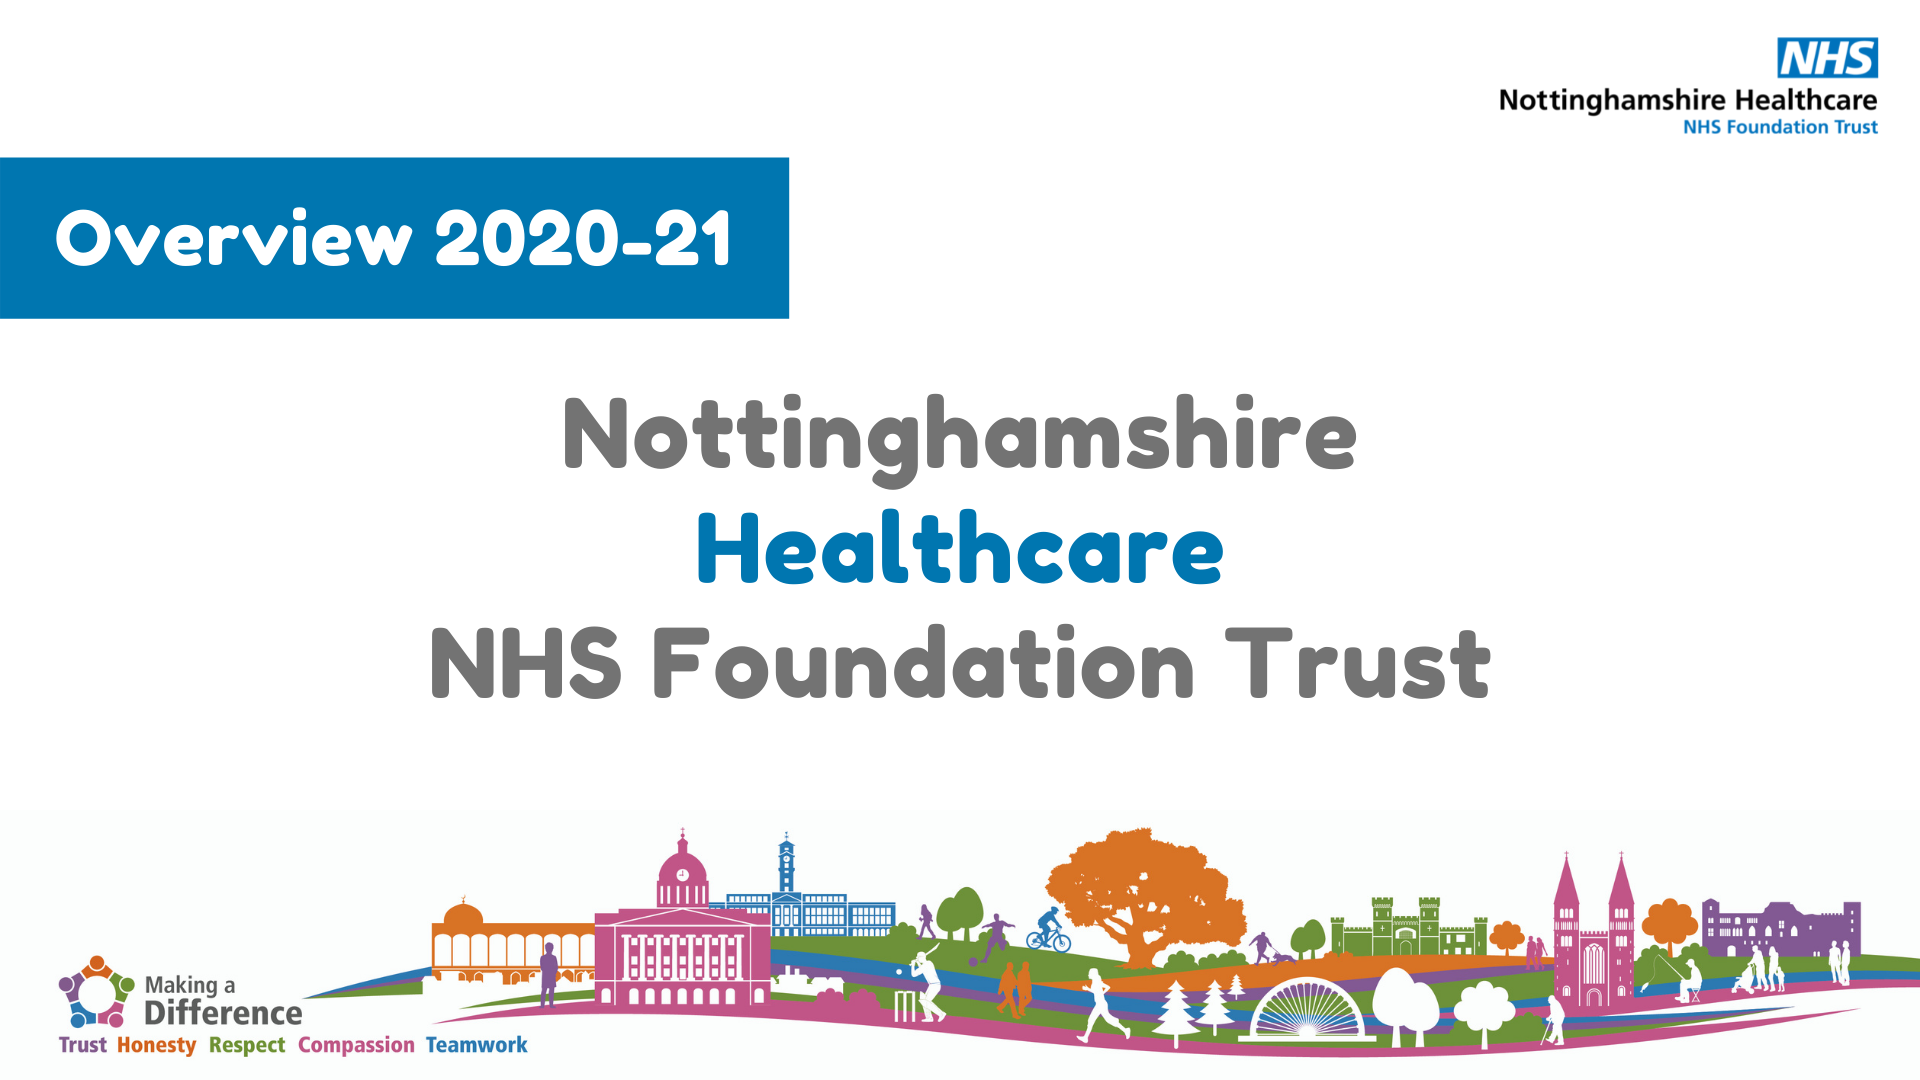 NHS
Nottinghamshire Healthcare
NHS Foundation Trust
Overview 2020-21
Nottinghamshire
Healthcare
NHS Foundation Trust
Making a
Difference
Trust Honesty Respect Compassion Teamwork